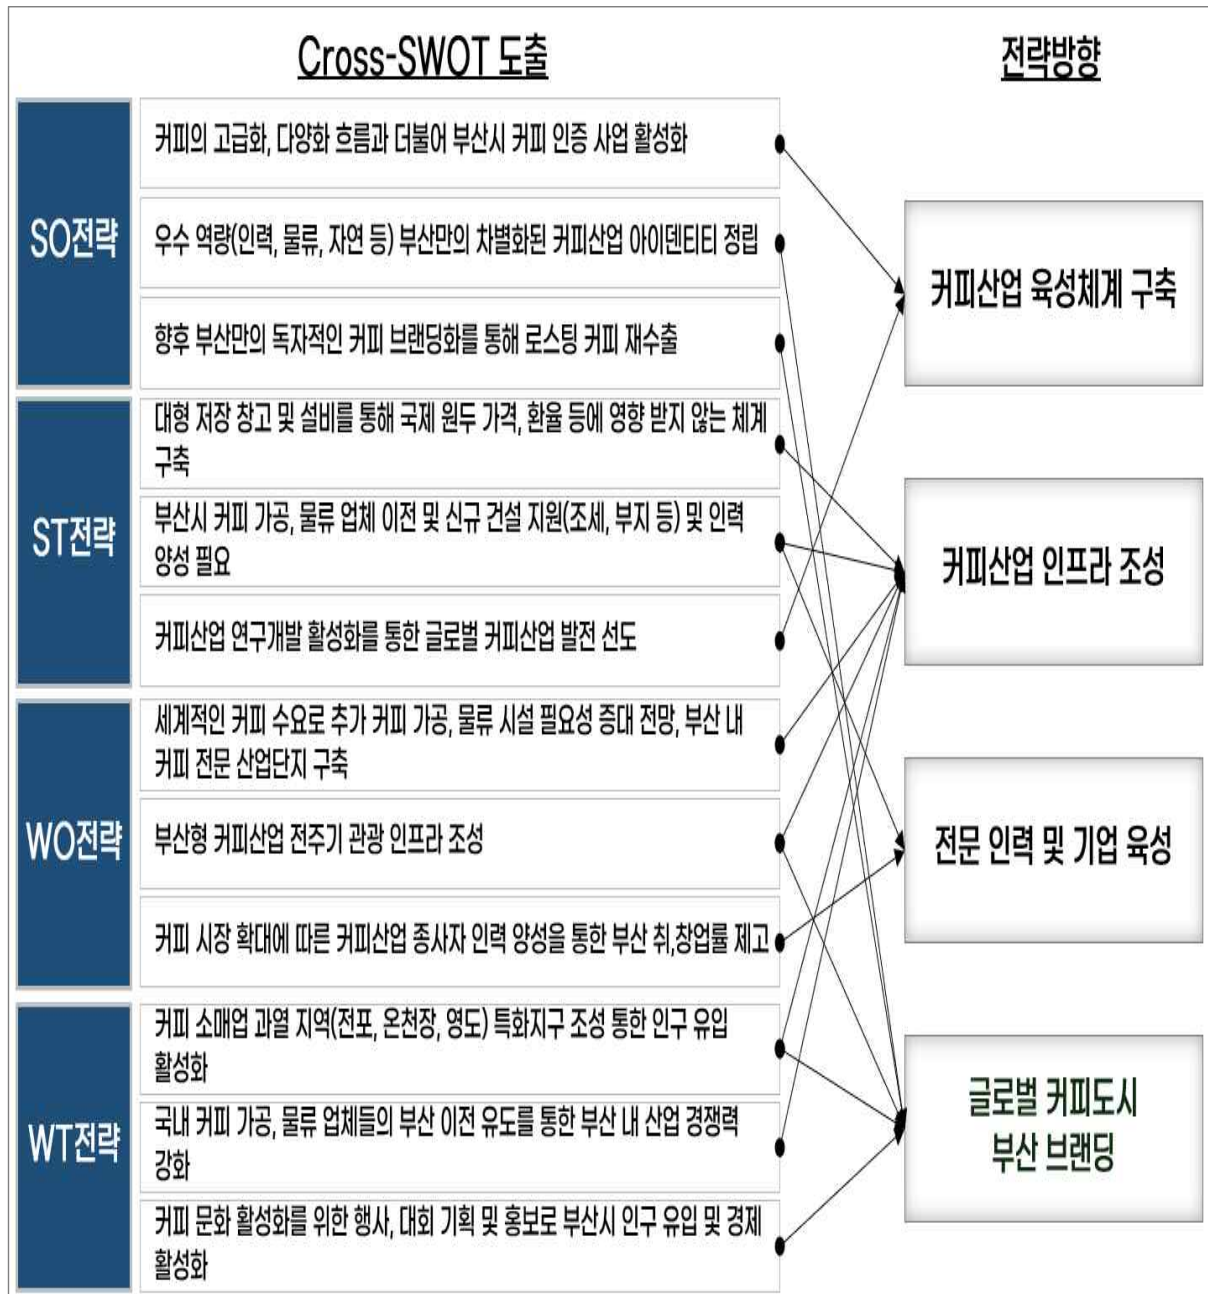 Cross-SWOT 도출
전략방향
SO전략
커피의 고급화, 다양화 흐름과 더불어 부산시 커피 인증 사업 활성화
우수 역량(인력, 물류, 자연 등) 부산만의 차별화된 커피산업 아이덴티티 정립
향후 부산만의 독자적인 커피 브랜딩화를 통해 로스팅 커피 재수출
ST전략
대형 저장 창고 및 설비를 통해 국제 원두 가격, 환율 등에 영향 받지 않는 체계
구축
부산시 커피 가공, 물류 업체 이전 및 신규 건설 지원(조세, 부지 등) 및 인력
양성 필요
커피산업 연구개발 활성화를 통한 글로벌 커피산업 발전 선도
WO전략
세계적인 커피 수요로 추가 커피 가공, 물류 시설 필요성 증대 전망, 부산 내
커피 전문 산업단지 구축
부산형 커피산업 전주기 관광 인프라 조성
커피 시장 확대에 따른 커피산업 종사자 인력 양성을 통한 부산 취,창업률 제고
WT전략
커피 소매업 과열 지역(전포, 온천장, 영도) 특화지구 조성 통한 인구 유입
활성화
국내 커피 가공, 물류 업체들의 부산 이전 유도를 통한 부산 내 산업 경쟁력
강화
커피 문화 활성화를 위한 행사, 대회 기획 및 홍보로 부산시 인구 유입 및 경제
활성화
커피산업 육성체계 구축
커피산업 인프라 조성
전문 인력 및 기업 육성
글로벌 커피도시
부산 브랜딩